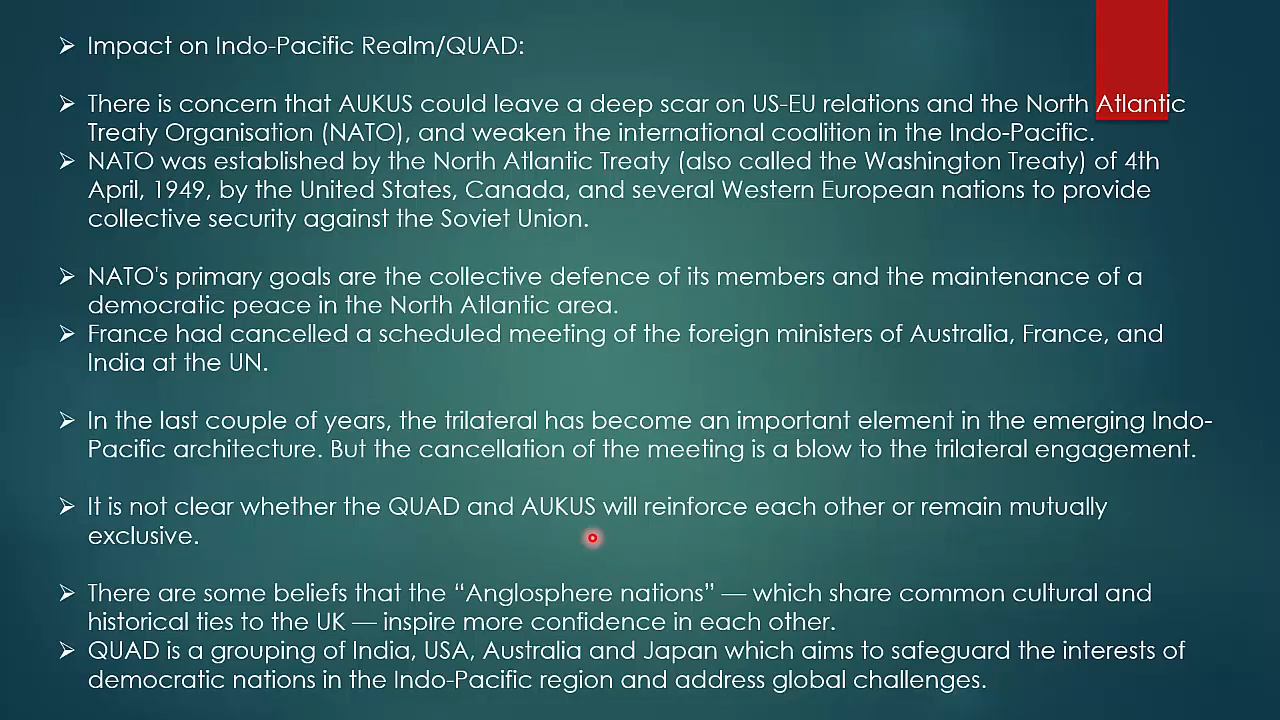 ➢ Impact on Indo-Pacific Realm/QUAD:
➢ There is concern that AUKUS could leave a deep scar on US-EU relations and the North Atlantic
Treaty Organisation (NATO), and weaken the international coalition in the Indo-Pacific.
➢ NATO was established by the North Atlantic Treaty (also called the Washington Treaty) of 4th
April, 1949, by the United States, Canada, and several Western European nations to provide
collective security against the Soviet Union.
➢ NATO's primary goals are the collective defence of its members and the maintenance of a
democratic peace in the North Atlantic area.
➢ France had cancelled a scheduled meeting of the foreign ministers of Australia, France, and
India at the UN.
➢ In the last couple of years, the trilateral has become an important element in the emerging Indo-
Pacific architecture. But the cancellation of the meeting is a blow to the trilateral engagement.
➢ It is not clear whether the QUAD and AUKUS will reinforce each other or remain mutually
exclusive.
➢ There are some beliefs that the “Anglosphere nations” — which share common cultural and
historical ties to the UK — inspire more confidence in each other.
➢ QUAD is a grouping of India, USA, Australia and Japan which aims to safeguard the interests of
democratic nations in the Indo-Pacific region and address global challenges.